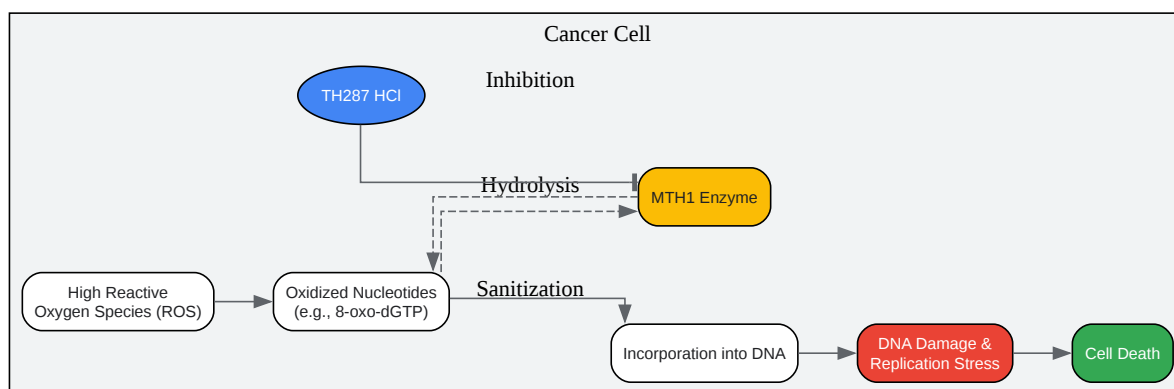 Cancer Cell
Inhibition
TH287 HCl
Hydrolysis
MTH1 Enzyme
High Reactive
Oxygen Species (ROS)
Oxidized Nucleotides
(e.g., 8-oxo-dGTP)
Sanitization
Incorporation into DNA
DNA Damage &
Replication Stress
Cell Death